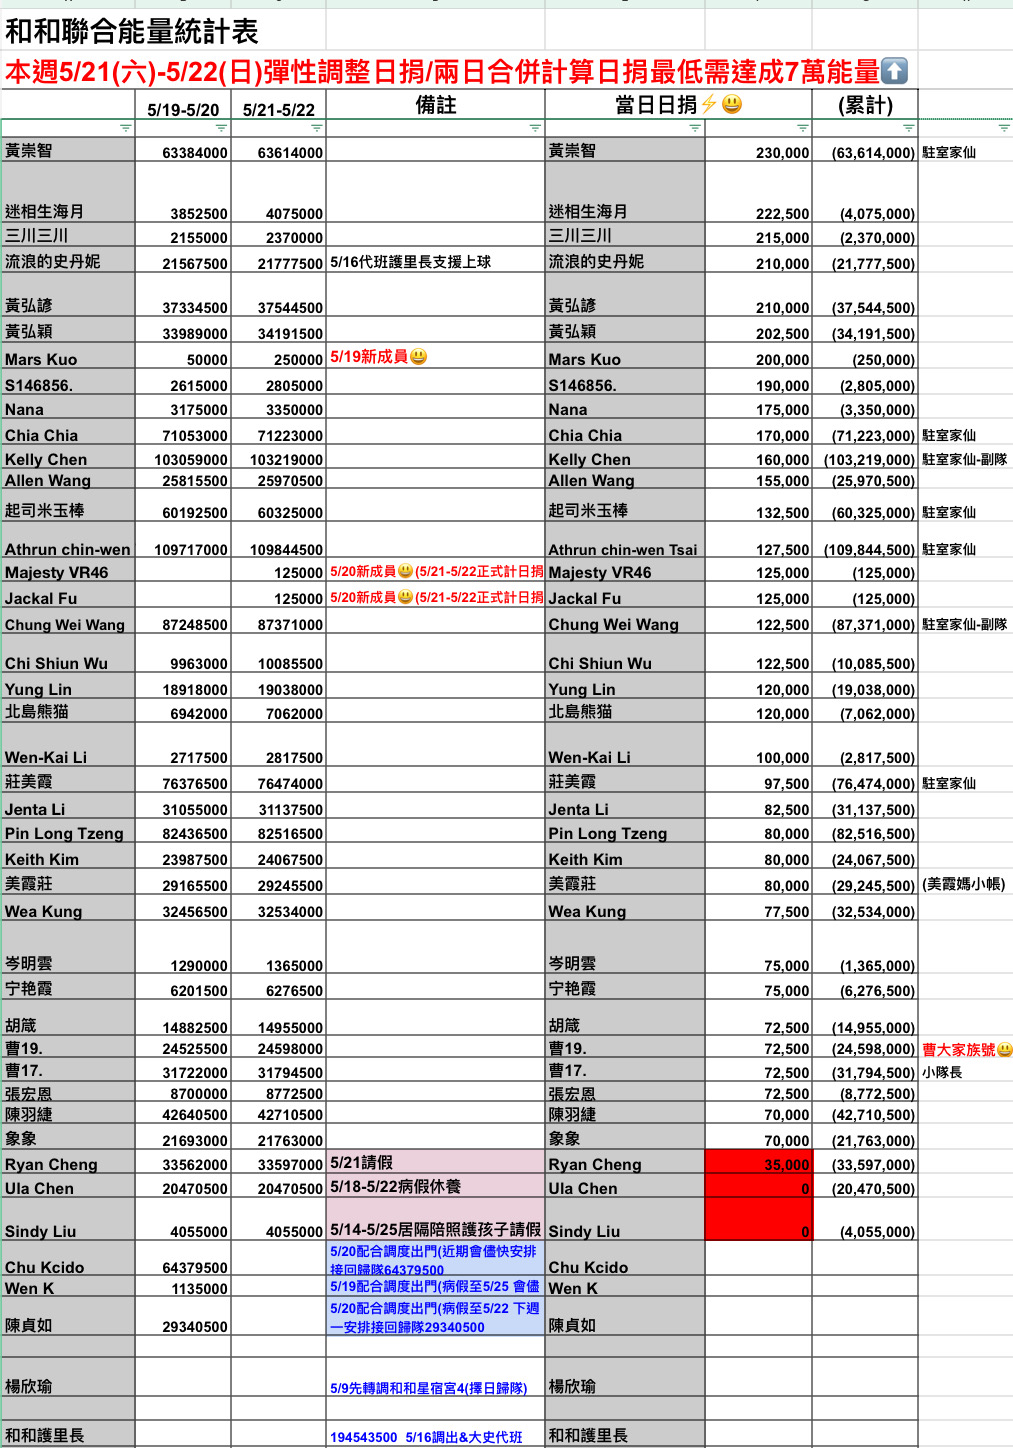 和和聯合能量統計表
本週5/21(六)-5/22(日)彈性調整日捐/兩日合併計算日捐最低需達成7萬能量⬆️
5/19-5/20 5/21-5/22 備註 當日日捐⚡😃 (累計)
黃崇智 63384000 63614000 黃崇智 230,000 (63,614,000) 駐室家仙
迷相生海月 3852500 4075000 迷相生海月 222,500 (4,075,000)
三川三川 2155000 2370000 三川三川 215,000 (2,370,000)
流浪的史丹妮 21567500 21777500 5/16代班護里長支援上球 流浪的史丹妮 210,000 (21,777,500)
黃弘諺 37334500 37544500 黃弘諺 210,000 (37,544,500)
黃弘穎 33989000 34191500 黃弘穎 202,500 (34,191,500)
Mars Kuo 50000 250000 5/19新成員😃 Mars Kuo 200,000 (250,000)
S146856. 2615000 2805000 S146856. 190,000 (2,805,000)
Nana 3175000 3350000 Nana 175,000 (3,350,000)
Chia Chia 71053000 71223000 Chia Chia 170,000 (71,223,000) 駐室家仙
Kelly Chen 103059000 103219000 Kelly Chen 160,000 (103,219,000) 駐室家仙-副隊
Allen Wang 25815500 25970500 Allen Wang 155,000 (25,970,500)
起司米玉棒 60192500 60325000 起司米玉棒 132,500 (60,325,000) 駐室家仙
Athrun chin-wen 109717000 109844500 Athrun chin-wen Tsai 127,500 (109,844,500) 駐室家仙
Majesty VR46 125000 5/20新成員😃(5/21-5/22正式計日捐 Majesty VR46 125,000 (125,000)
Jackal Fu 125000 5/20新成員😃(5/21-5/22正式計日捐 Jackal Fu 125,000 (125,000)
Chung Wei Wang 87248500 87371000 Chung Wei Wang 122,500 (87,371,000) 駐室家仙-副隊
Chi Shiun Wu 9963000 10085500 Chi Shiun Wu 122,500 (10,085,500)
Yung Lin 18918000 19038000 Yung Lin 120,000 (19,038,000)
北島熊猫 6942000 7062000 北島熊猫 120,000 (7,062,000)
Wen-Kai Li 2717500 2817500 Wen-Kai Li 100,000 (2,817,500)
莊美霞 76376500 76474000 莊美霞 97,500 (76,474,000) 駐室家仙
Jenta Li 31055000 31137500 Jenta Li 82,500 (31,137,500)
Pin Long Tzeng 82436500 82516500 Pin Long Tzeng 80,000 (82,516,500)
Keith Kim 23987500 24067500 Keith Kim 80,000 (24,067,500)
美霞莊 29165500 29245500 美霞莊 80,000 (29,245,500) (美霞媽小帳)
Wea Kung 32456500 32534000 Wea Kung 77,500 (32,534,000)
岑明雲 1290000 1365000 岑明雲 75,000 (1,365,000)
宁艳霞 6201500 6276500 宁艳霞 75,000 (6,276,500)
胡箴 14882500 14955000 胡箴 72,500 (14,955,000)
曹19. 24525500 24598000 曹19. 72,500 (24,598,000) 曹大家族號😃
曹17. 31722000 31794500 曹17. 72,500 (31,794,500) 小隊長
張宏恩 8700000 8772500 張宏恩 72,500 (8,772,500)
陳羽緁 42640500 42710500 陳羽緁 70,000 (42,710,500)
象象 21693000 21763000 象象 70,000 (21,763,000)
Ryan Cheng 33562000 33597000 5/21請假 Ryan Cheng 35,000 (33,597,000)
Ula Chen 20470500 20470500 5/18-5/22病假休養 Ula Chen 0 (20,470,500)
Sindy Liu 4055000 4055000 5/14-5/25居隔陪照護孩子請假 Sindy Liu 0 (4,055,000)
5/20配合調度出門(近期會儘快安排
Chu Kcido 64379500 接回歸隊64379500 Chu Kcido
Wen K 1135000 5/19配合調度出門(病假至5/25 會儘 Wen K
5/20配合調度出門(病假至5/22 下週
陳貞如 29340500 一安排接回歸隊29340500 陳貞如
楊欣瑜 5/9先轉調和和星宿宮4(擇日歸隊) 楊欣瑜
和和護里長 194543500 5/16調出&大史代班 和和護里長